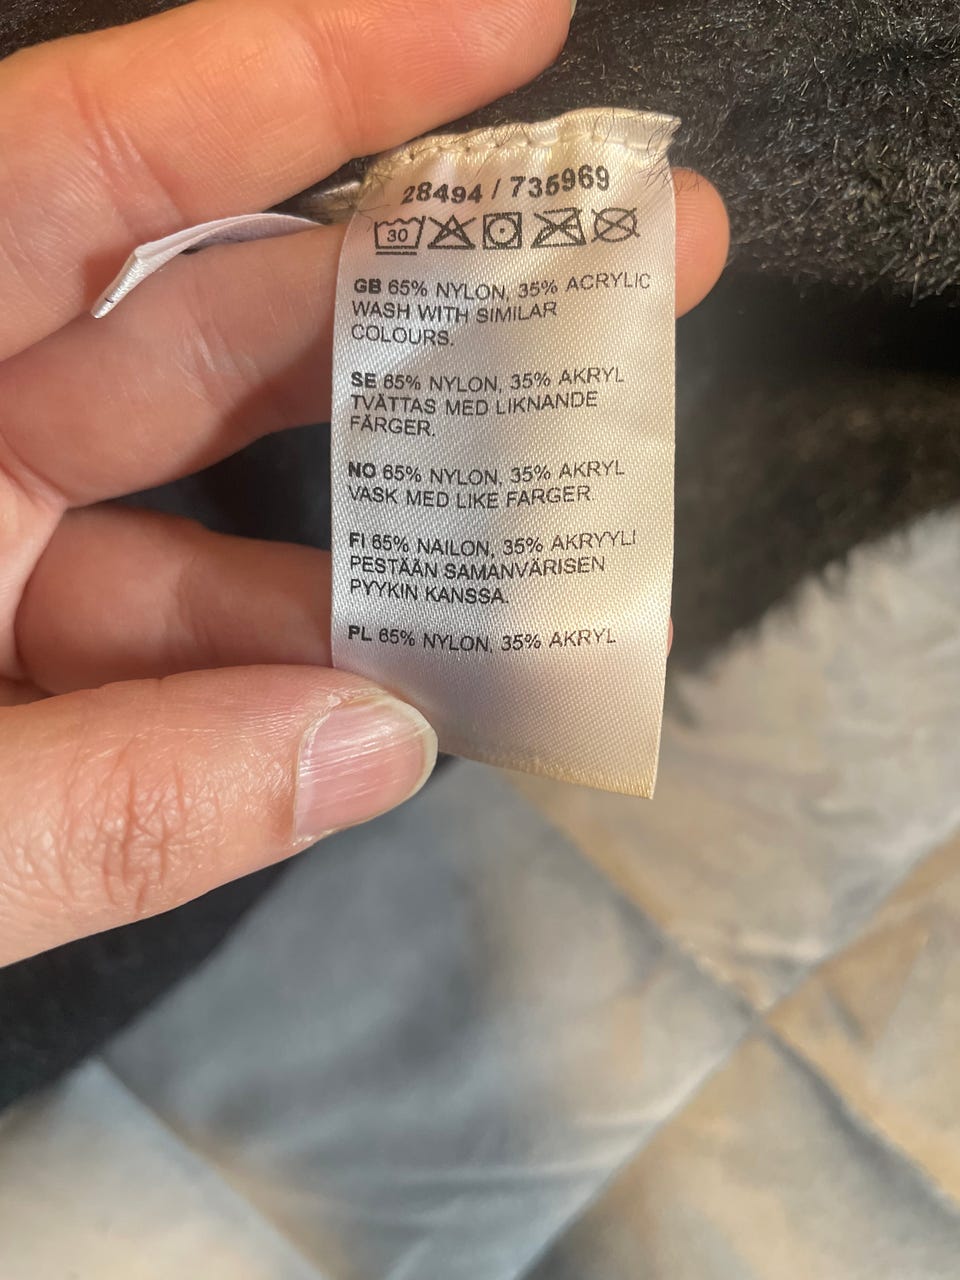 28494 / 735969
30
GB 65% NYLON, 35% ACRYLIC
WASH WITH SIMILAR
COLOURS.
SE 65% NYLON, 35% AKRYL
TVÄTTAS MED LIKNANDE
FÄRGER.
NO 65% NYLON, 35% AKRYL
VASK MED LIKE FARGER
FI 65% NAILON, 35% AKRYYLI
PESTÄÄN SAMANVÄRISEN
PYYKIN KANSSA.
PL 65% NYLON, 35% AKRYL